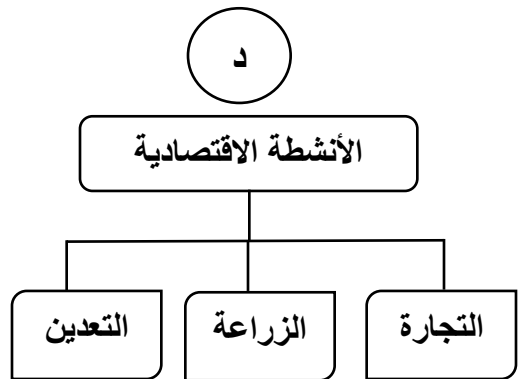 د
الأنشطة الاقتصادية
التجارة
الزراعة
التعدين